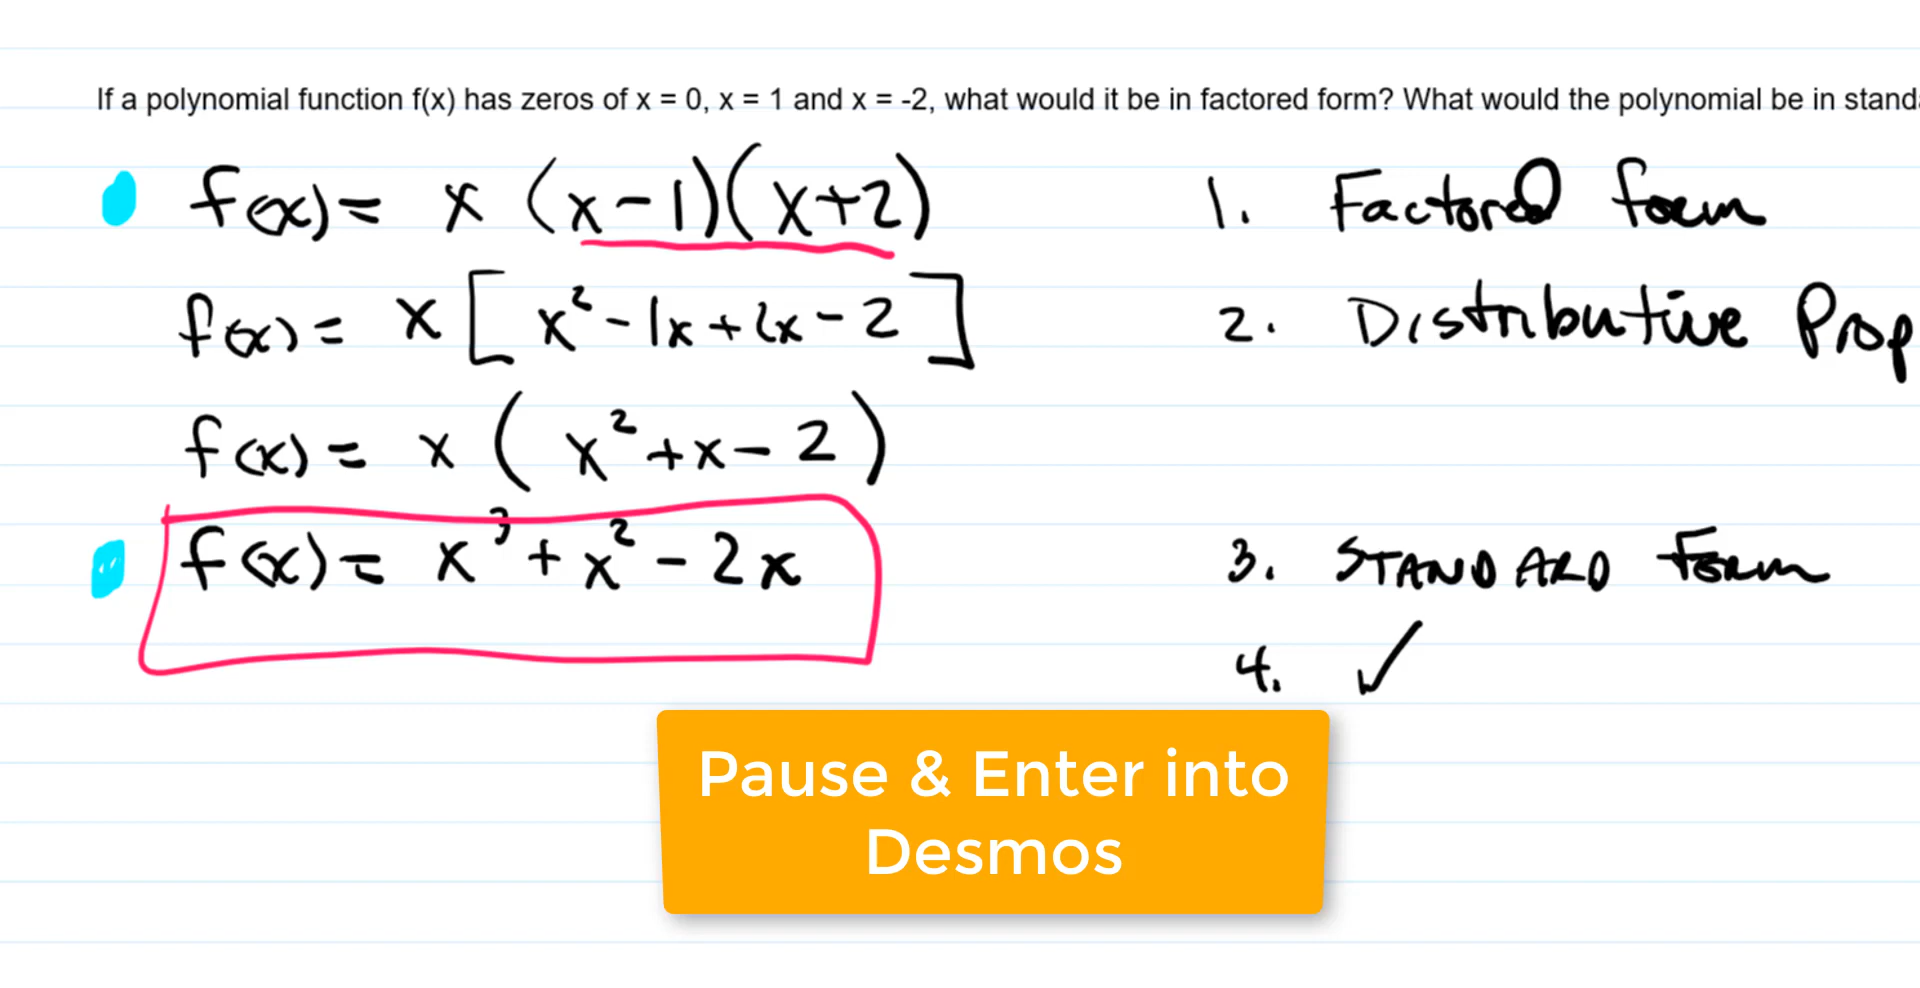 If a polynomial function f(x) has zeros of x = 0, x = 1 and x = -2, what would it be in factored form? What would the polynomial be in stand
f(x) = x (x-1)(x+2)
1. Factored form
f(x) = x [x² - 1x + 2x - 2]
2. Distributive Prop
f(x) = x (x² + x - 2)
f(x) = x³ + x² - 2x
3. STANDARD Form
4. ✓
Pause & Enter into
Desmos